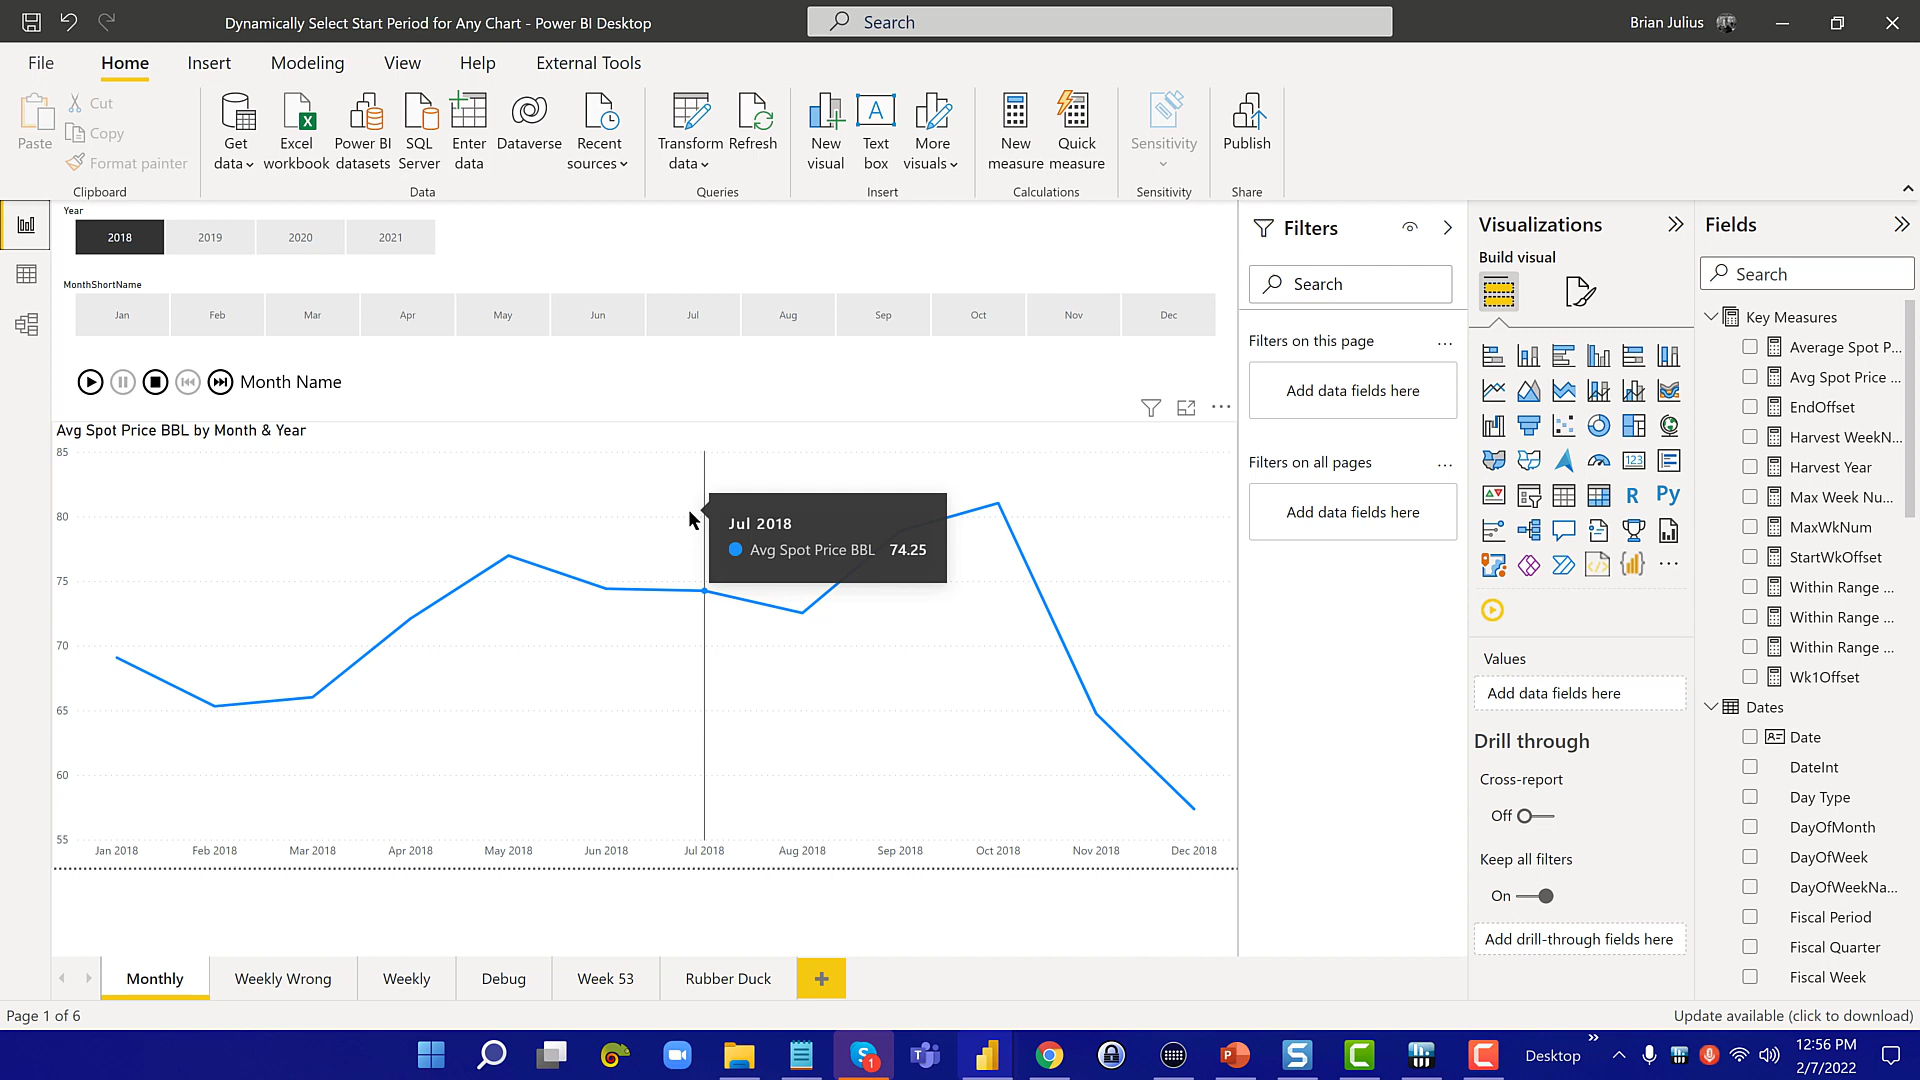 Dynamically Select Start Period for Any Chart - Power BI Desktop
Search
Brian Julius
File
Home
Insert
Modeling
View
Help
External Tools
Paste
Cut
Copy
Format painter
Clipboard
Get data
Excel workbook
Power BI datasets
SQL Server
Enter data
Dataverse
Recent sources
Data
Transform data
Refresh
Queries
New visual
Text box
More visuals
Insert
New measure
Quick measure
Calculations
Sensitivity
Sensitivity
Publish
Share
Year
2018 2019 2020 2021
MonthShortName
Jan Feb Mar Apr May Jun Jul Aug Sep Oct Nov Dec
Month Name
Avg Spot Price BBL by Month & Year
85
80
75
70
65
60
55
Jul 2018
Avg Spot Price BBL 74.25
Jan 2018 Feb 2018 Mar 2018 Apr 2018 May 2018 Jun 2018 Jul 2018 Aug 2018 Sep 2018 Oct 2018 Nov 2018 Dec 2018
Filters
Search
Filters on this page
Add data fields here
Filters on all pages
Add data fields here
Visualizations
Build visual
123
R
Py
Values
Add data fields here
Drill through
Cross-report
Off
Keep all filters
On
Add drill-through fields here
Fields
Search
Key Measures
Average Spot P...
Avg Spot Price ...
EndOffset
Harvest WeekN...
Harvest Year
Max Week Nu...
MaxWkNum
StartWkOffset
Within Range ...
Within Range ...
Within Range ...
Wk1Offset
Dates
Date
DateInt
Day Type
DayOfMonth
DayOfWeek
DayOfWeekNa...
Fiscal Period
Fiscal Quarter
Fiscal Week
Monthly
Weekly Wrong
Weekly
Debug
Week 53
Rubber Duck
Page 1 of 6
Update available (click to download)
Desktop
12:56 PM
2/7/2022